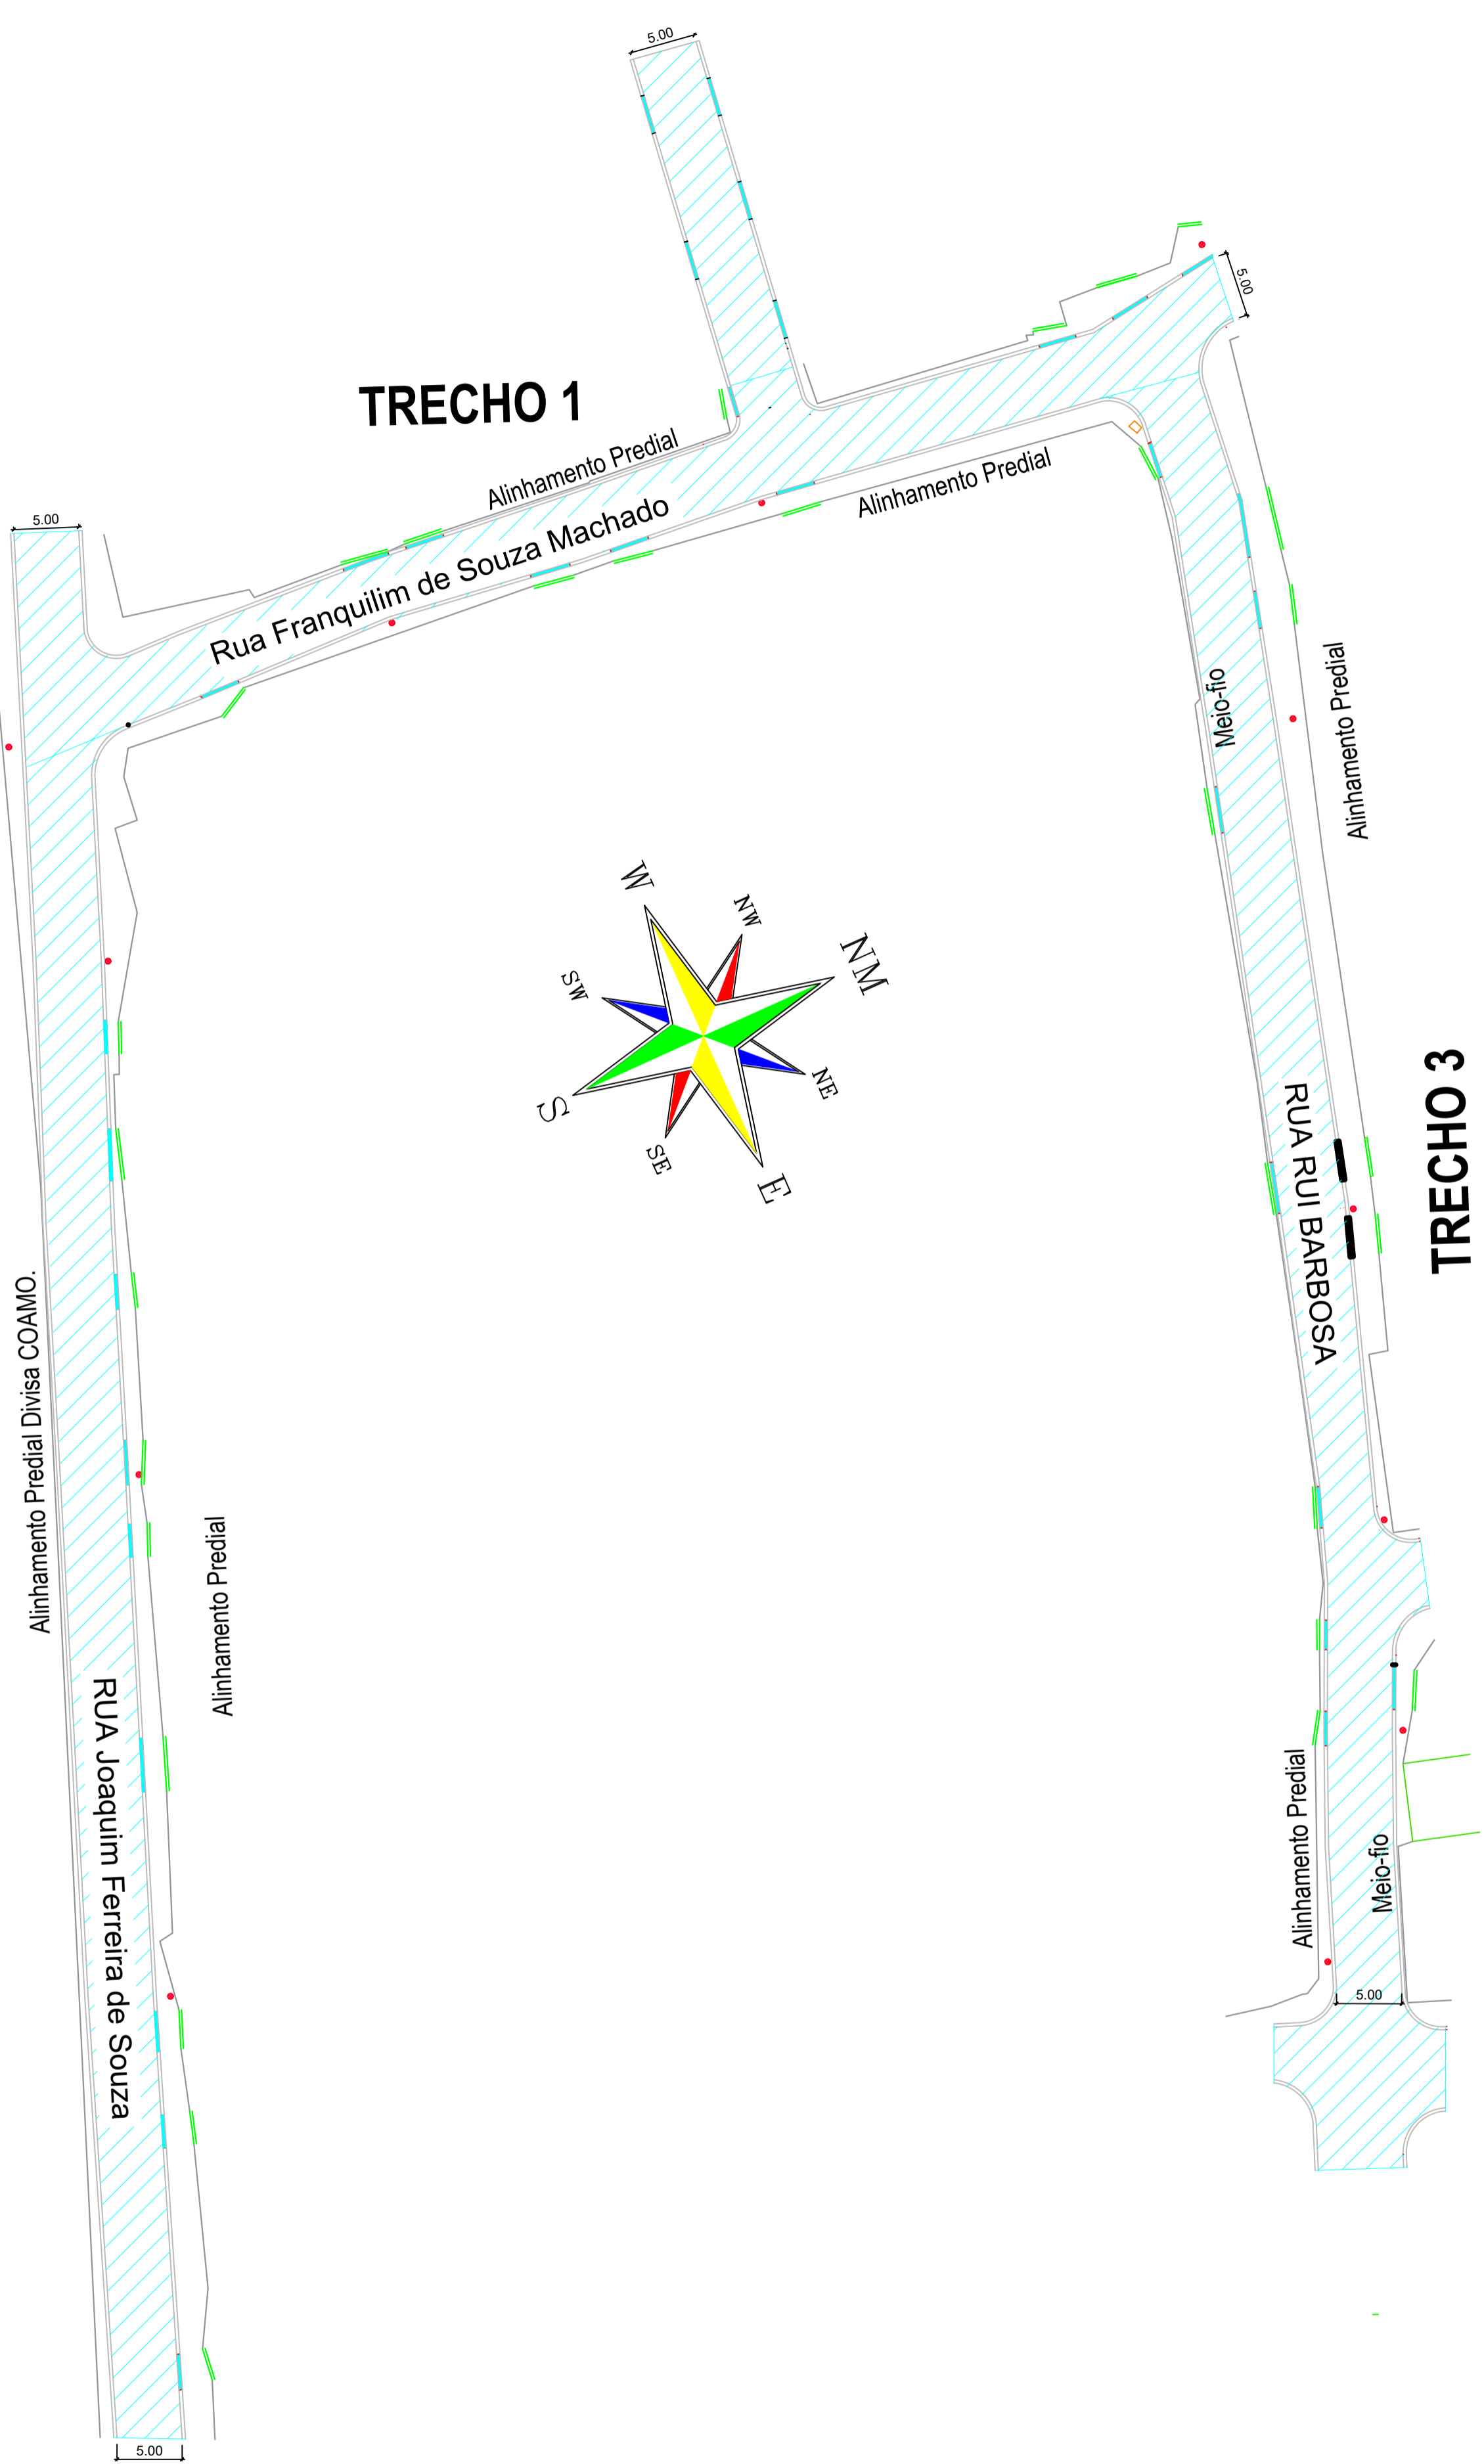 5.00
5.00
TRECHO 1
Alinhamento Predial
Alinhamento Predial
Rua Franquilim de Souza Machado
5.00
Meio-fio
Alinhamento Predial
W
NW
NM
SW
NE
S
SE
E
TRECHO 3
RUA RUI BARBOSA
Alinhamento Predial Divisa COAMO.
Alinhamento Predial
RUA Joaquim Ferreira de Souza
Alinhamento Predial
Meio-fio
5.00
5.00